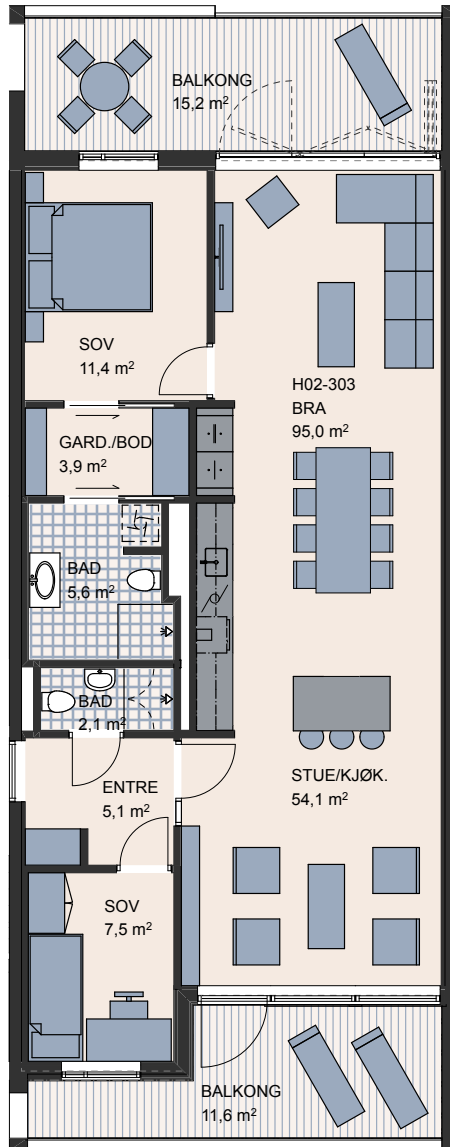 BALKONG
15,2 m²
SOV
11,4 m²
H02-303
BRA
95,0 m²
GARD./BOD
3,9 m²
BAD
5,6 m²
BAD
2,1 m²
ENTRE
5,1 m²
STUE/KJØK.
54,1 m²
SOV
7,5 m²
BALKONG
11,6 m²